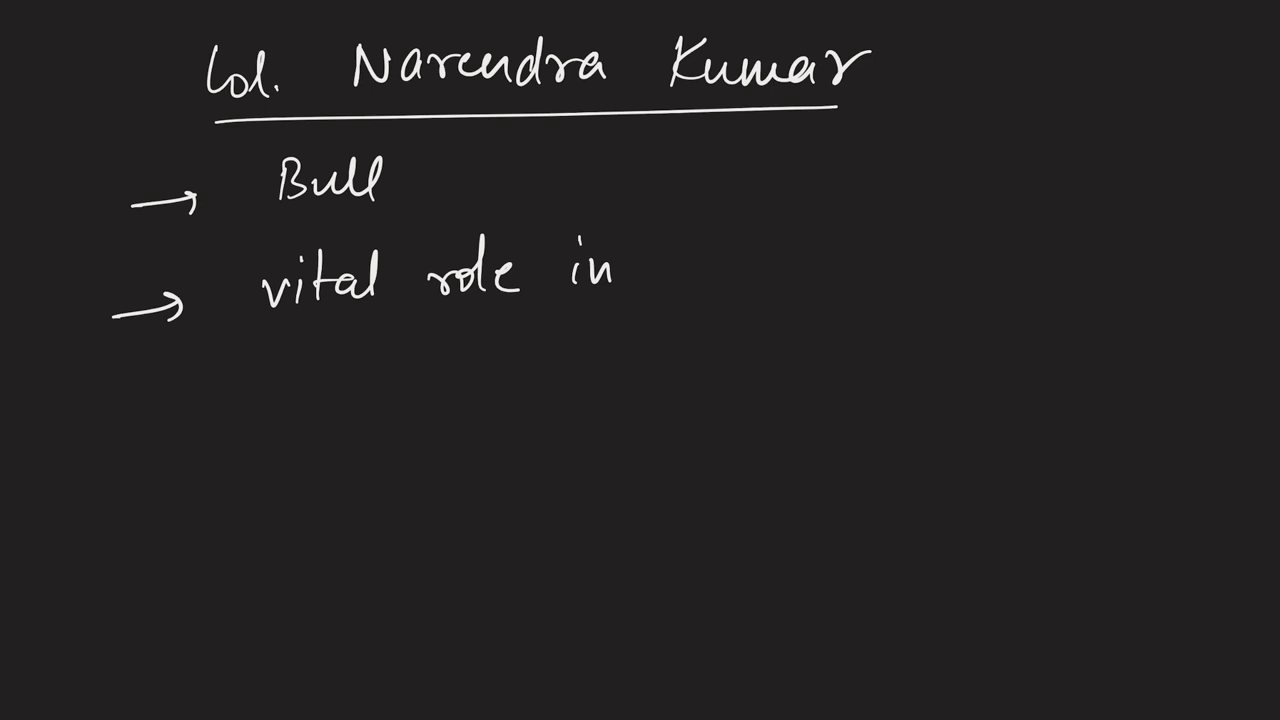 Col. Narendra Kumar
→ Bull
→ vital role in